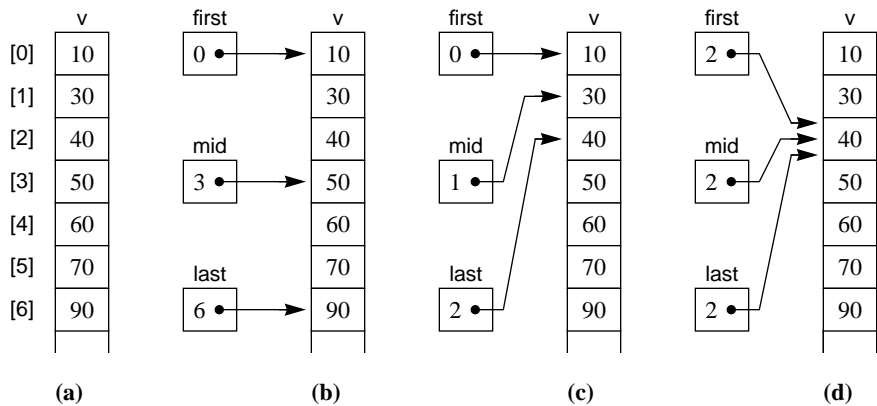 v first v first v first v
[0] 10 0 10 0 10 2 10
[1] 30 30 30 30
mid mid mid
[2] 40 40 40 40
[3] 50 3 50 1 50 2 50
[4] 60 60 60 60
last last last
[5] 70 70 70 70
[6] 90 6 90 2 90 2 90
(a) (b) (c) (d)